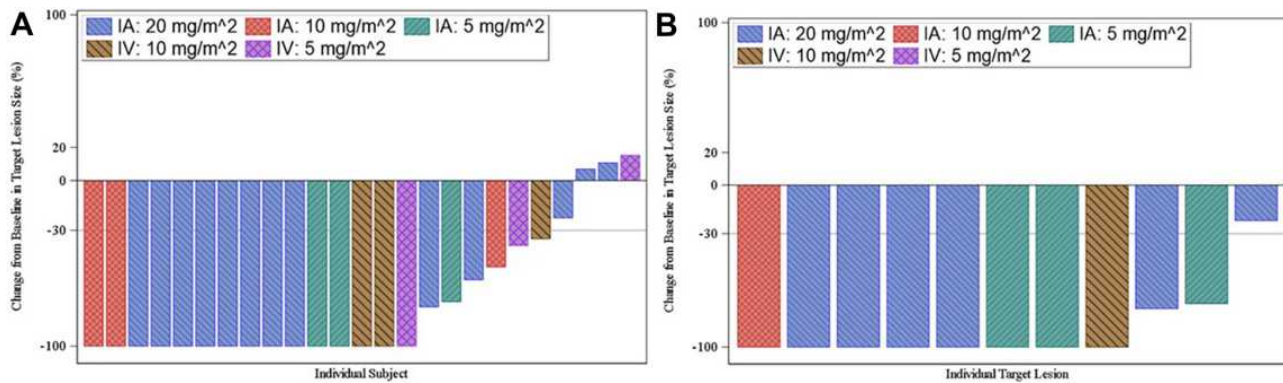 A
IA: 20 mg/m^2 IA: 10 mg/m^2 IA: 5 mg/m^2
IV: 10 mg/m^2 IV: 5 mg/m^2
Change from Baseline in Target Lesion Size (%)
100
20
0
-30
-100
Individual Subject
B
IA: 20 mg/m^2 IA: 10 mg/m^2 IA: 5 mg/m^2
IV: 10 mg/m^2 IV: 5 mg/m^2
Change from Baseline in Target Lesion Size (%)
100
20
0
-30
-100
Individual Target Lesion